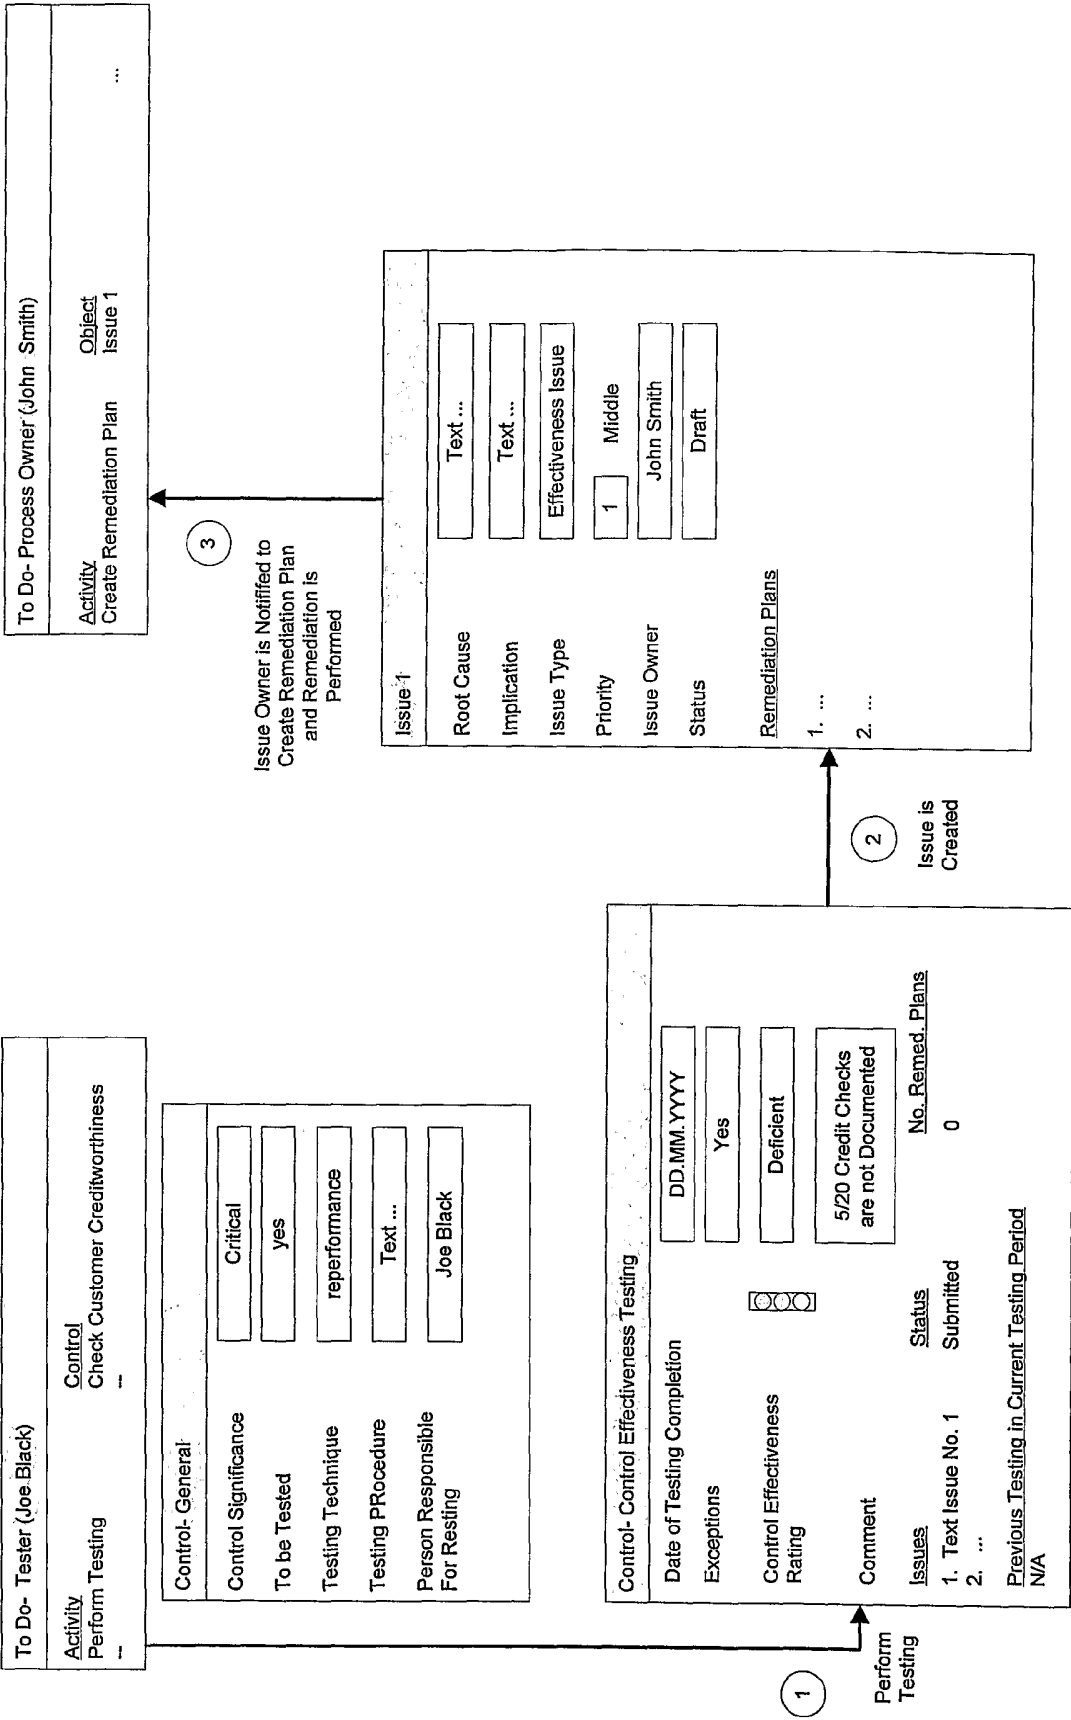 To Do- Tester (Joe Black)
Activity Control
Perform Testing Check Customer Creditworthiness
-- --
Control- General
Control Significance Critical
To be Tested yes
Testing Technique reperformance
Testing PRocedure Text ...
Person Responsible
For Resting Joe Black
1
Perform
Testing
Control- Control Effectiveness Testing
Date of Testing Completion DD.MM.YYYY
Exceptions Yes
Control Effectiveness
Rating Deficient
Comment 5/20 Credit Checks
are not Documented
Issues Status No. Remed. Plans
1. Text Issue No. 1 Submitted 0
2. ...
Previous Testing in Current Testing Period
N/A
2
Issue is
Created
Issue 1
Root Cause Text ...
Implication Text ...
Issue Type Effectiveness Issue
Priority 1 Middle
Issue Owner John Smith
Status Draft
Remediation Plans
1. ...
2. ...
3
Issue Owner is Notififed to
Create Remediation Plan
and Remediation is
Performed
To Do- Process Owner (John Smith)
Activity Object
Create Remediation Plan Issue 1 ...